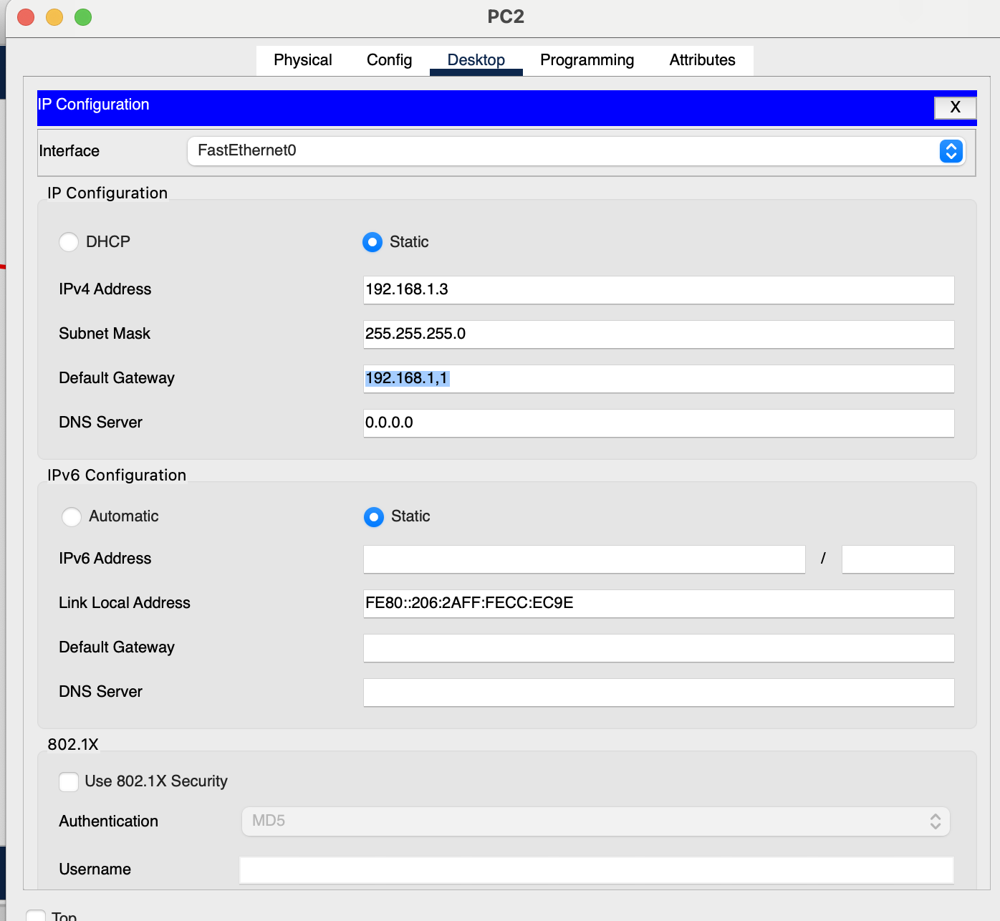 PC2
Physical Config Desktop Programming Attributes
IP Configuration X
Interface FastEthernet0
IP Configuration
DHCP Static
IPv4 Address 192.168.1.3
Subnet Mask 255.255.255.0
Default Gateway 192.168.1,1
DNS Server 0.0.0.0
IPv6 Configuration
Automatic Static
IPv6 Address /
Link Local Address FE80::206:2AFF:FECC:EC9E
Default Gateway
DNS Server
802.1X
Use 802.1X Security
Authentication MD5
Username
Top